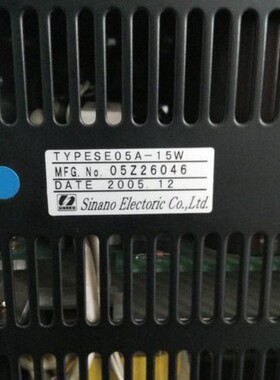 TYPESE05A-15W
MFG. No. 05Z26046
DATE 2005.12
Sinano Electoric Co.,Ltd.